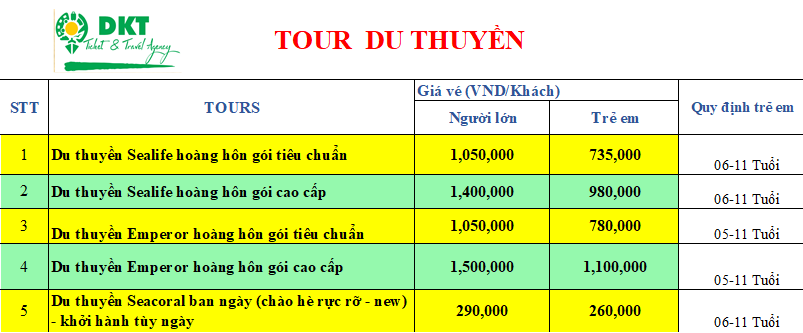 DKT
Ticket & Travel Agency
TOUR DU THUYỀN
STT
TOURS
Giá vé (VND/Khách)
Người lớn
Trẻ em
Quy định trẻ em
1
Du thuyền Sealife hoàng hôn gói tiêu chuẩn
1,050,000
735,000
06-11 Tuổi
2
Du thuyền Sealife hoàng hôn gói cao cấp
1,400,000
980,000
06-11 Tuổi
3
Du thuyền Emperor hoàng hôn gói tiêu chuẩn
1,050,000
780,000
05-11 Tuổi
4
Du thuyền Emperor hoàng hôn gói cao cấp
1,500,000
1,100,000
05-11 Tuổi
5
Du thuyền Seacoral ban ngày (chào hè rực rỡ - new)
- khởi hành tùy ngày
290,000
260,000
06-11 Tuổi